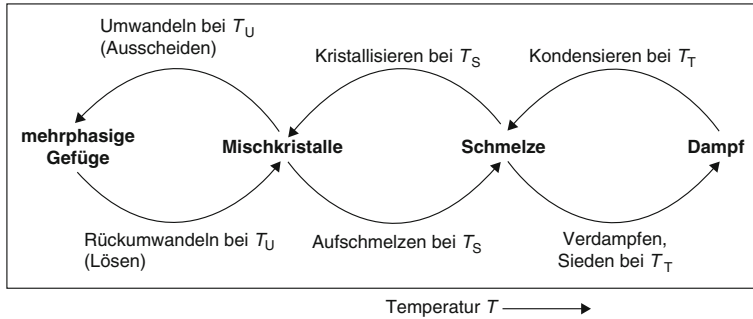 Umwandeln bei T_U
(Ausscheiden)
Kristallisieren bei T_S
Kondensieren bei T_T
mehrphasige
Gefüge
Mischkristalle
Schmelze
Dampf
Rückumwandeln bei T_U
(Lösen)
Aufschmelzen bei T_S
Verdampfen,
Sieden bei T_T
Temperatur T